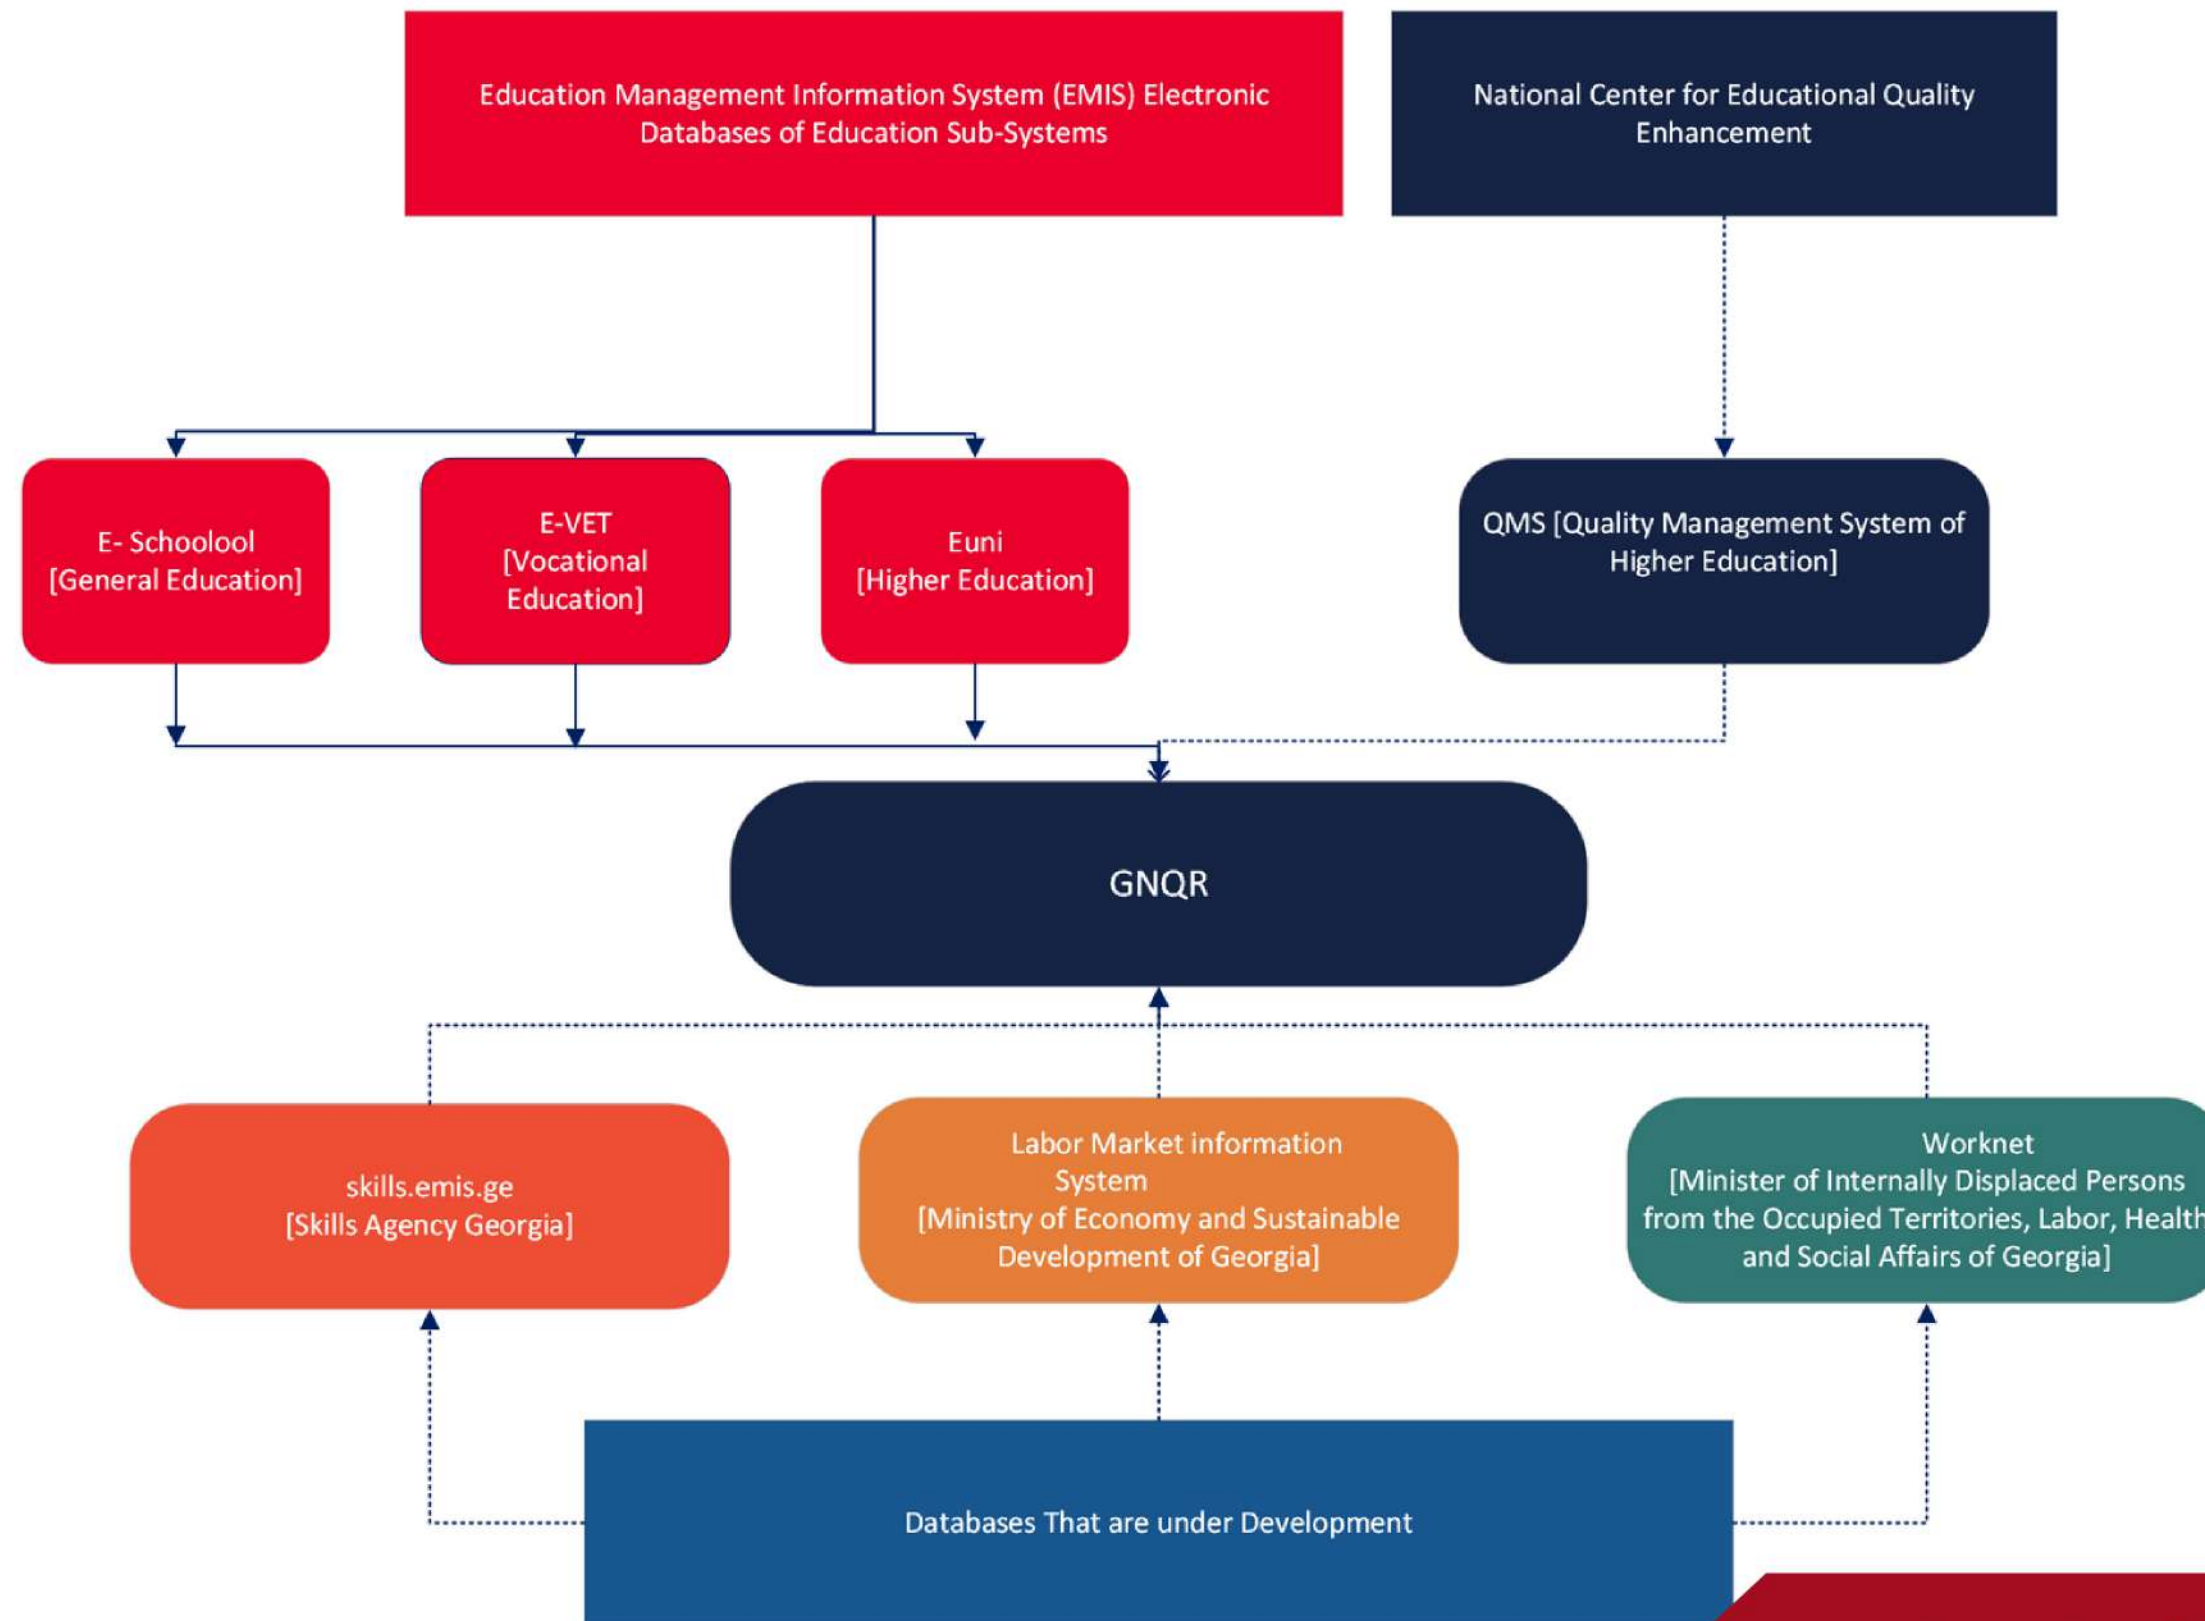 Education Management Information System (EMIS) Electronic
Databases of Education Sub-Systems
National Center for Educational Quality
Enhancement
E- Schoolool
[General Education]
E-VET
[Vocational
Education]
Euni
[Higher Education]
QMS [Quality Management System of
Higher Education]
GNQR
skills.emis.ge
[Skills Agency Georgia]
Labor Market information
System
[Ministry of Economy and Sustainable
Development of Georgia]
Worknet
[Minister of Internally Displaced Persons
from the Occupied Territories, Labor, Health
and Social Affairs of Georgia]
Databases That are under Development